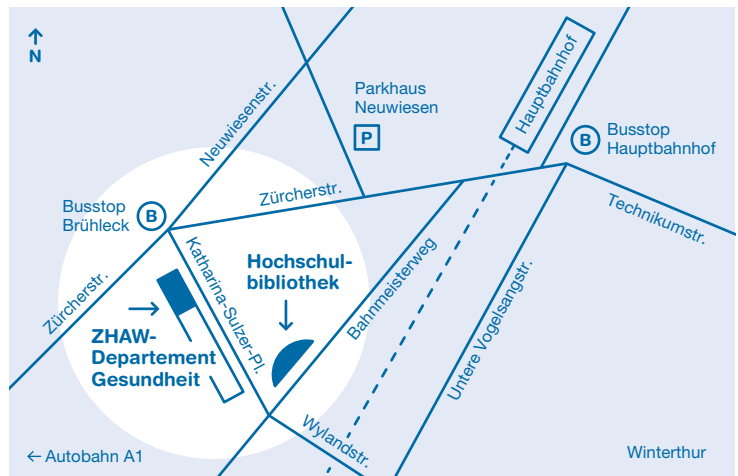 N
Neuwiesenstr.
Parkhaus
Neuwiesen
P
Hauptbahnhof
B
Busstop
Hauptbahnhof
Busstop
Brühleck
B
Zürcherstr.
Technikumstr.
Zürcherstr.
Katharina-Sulzer-Pl.
Hochschul-
bibliothek
Bahnmeisterweg
Untere Vogelsangstr.
ZHAW-
Departement
Gesundheit
Wylandstr.
← Autobahn A1
Winterthur